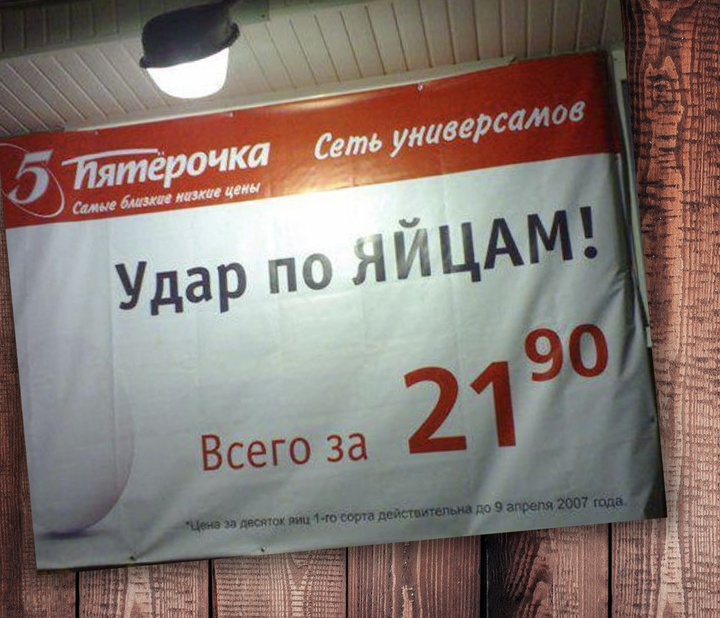 5 Пятёрочка
Сеть универсамов
Самые близкие низкие цены
Удар по ЯЙЦАМ!
Всего за 21 90
*Цена за десяток яиц 1-го сорта действительна до 9 апреля 2007 года.